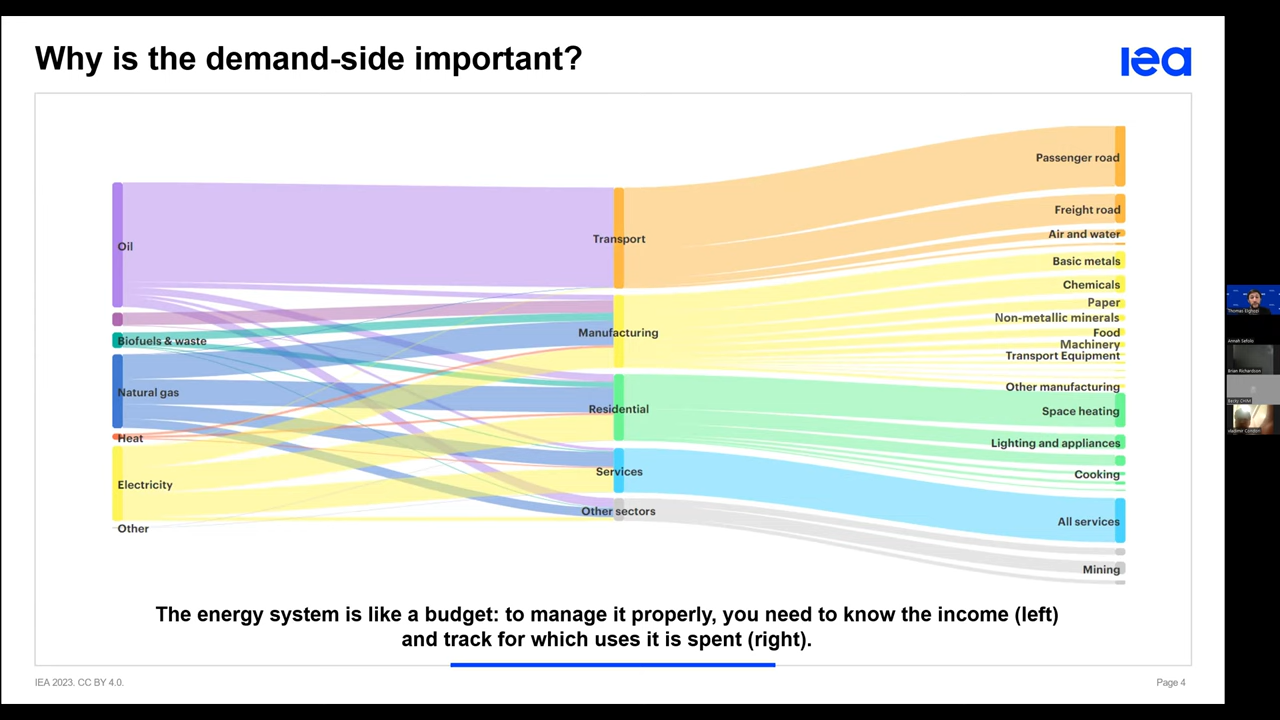 Why is the demand-side important?
iea
Oil
Biofuels & waste
Natural gas
Heat
Electricity
Other
Transport
Manufacturing
Residential
Services
Other sectors
Passenger road
Freight road
Air and water
Basic metals
Chemicals
Paper
Non-metallic minerals
Food
Machinery
Transport Equipment
Other manufacturing
Space heating
Lighting and appliances
Cooking
All services
Mining
The energy system is like a budget: to manage it properly, you need to know the income (left)
and track for which uses it is spent (right).
IEA 2023. CC BY 4.0.
Page 4
Brian Richardson